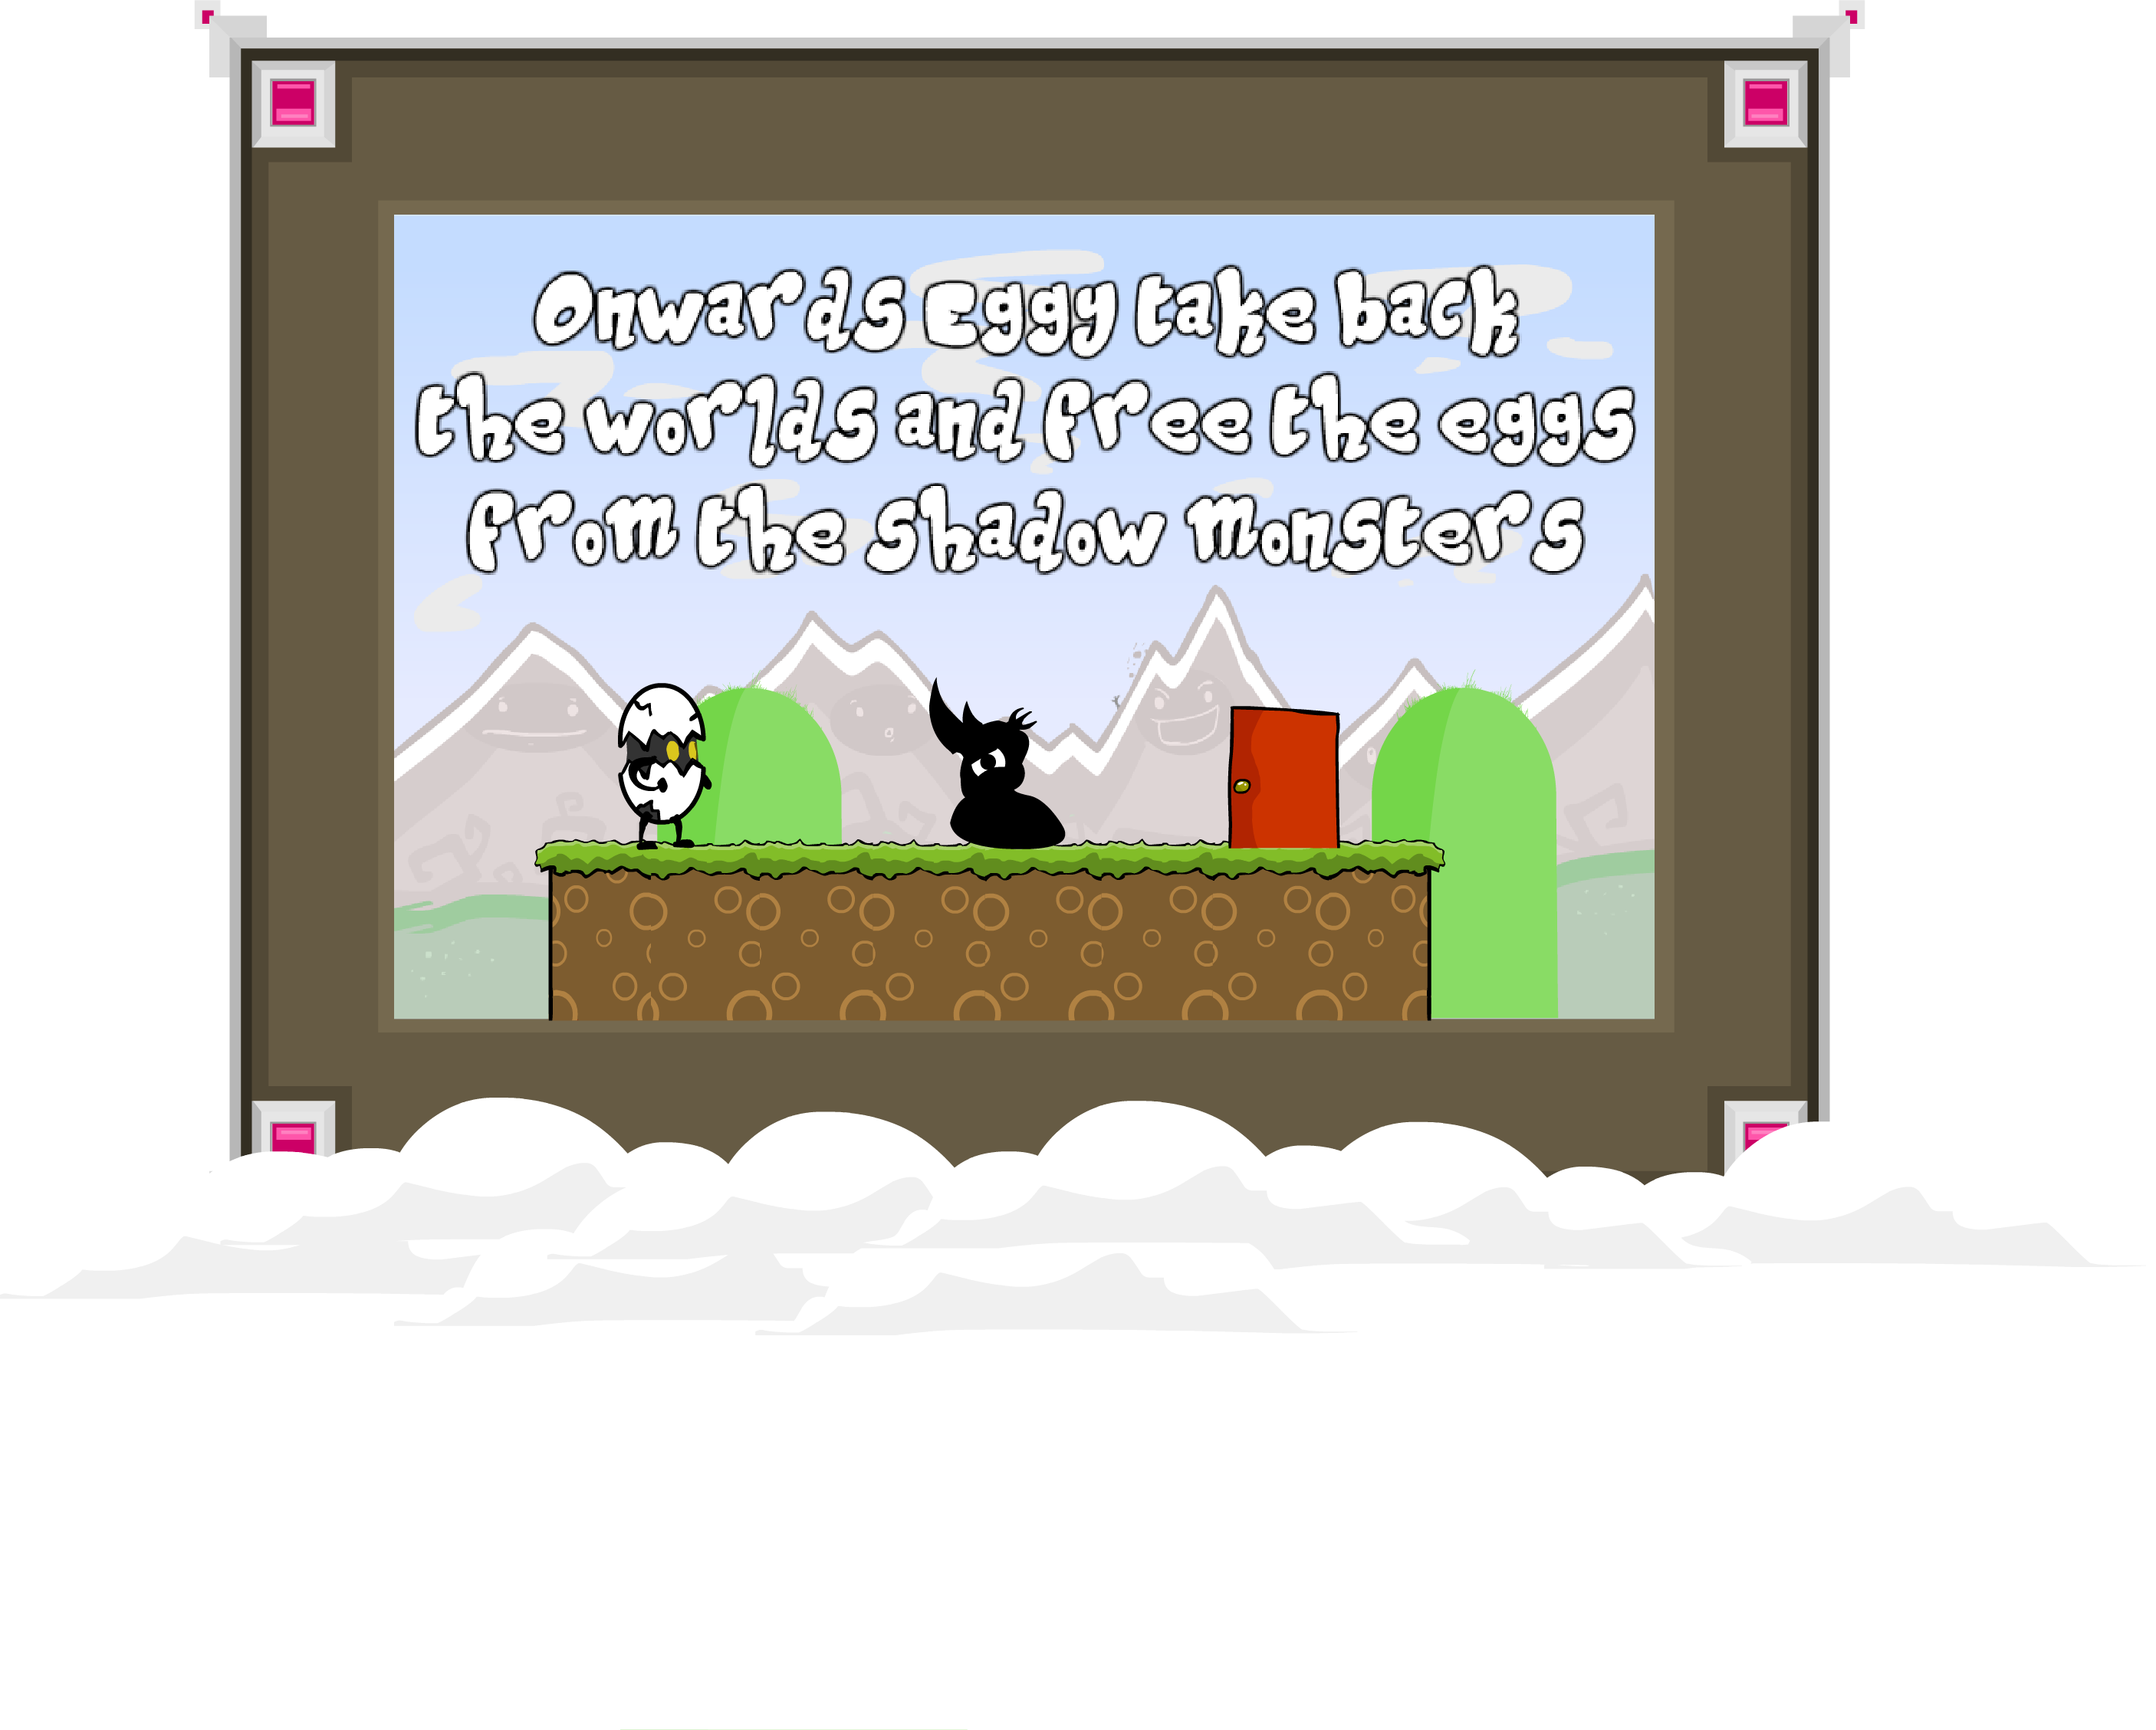 Onwards Eggy take back
the worlds and free the eggs
from the shadow monsters